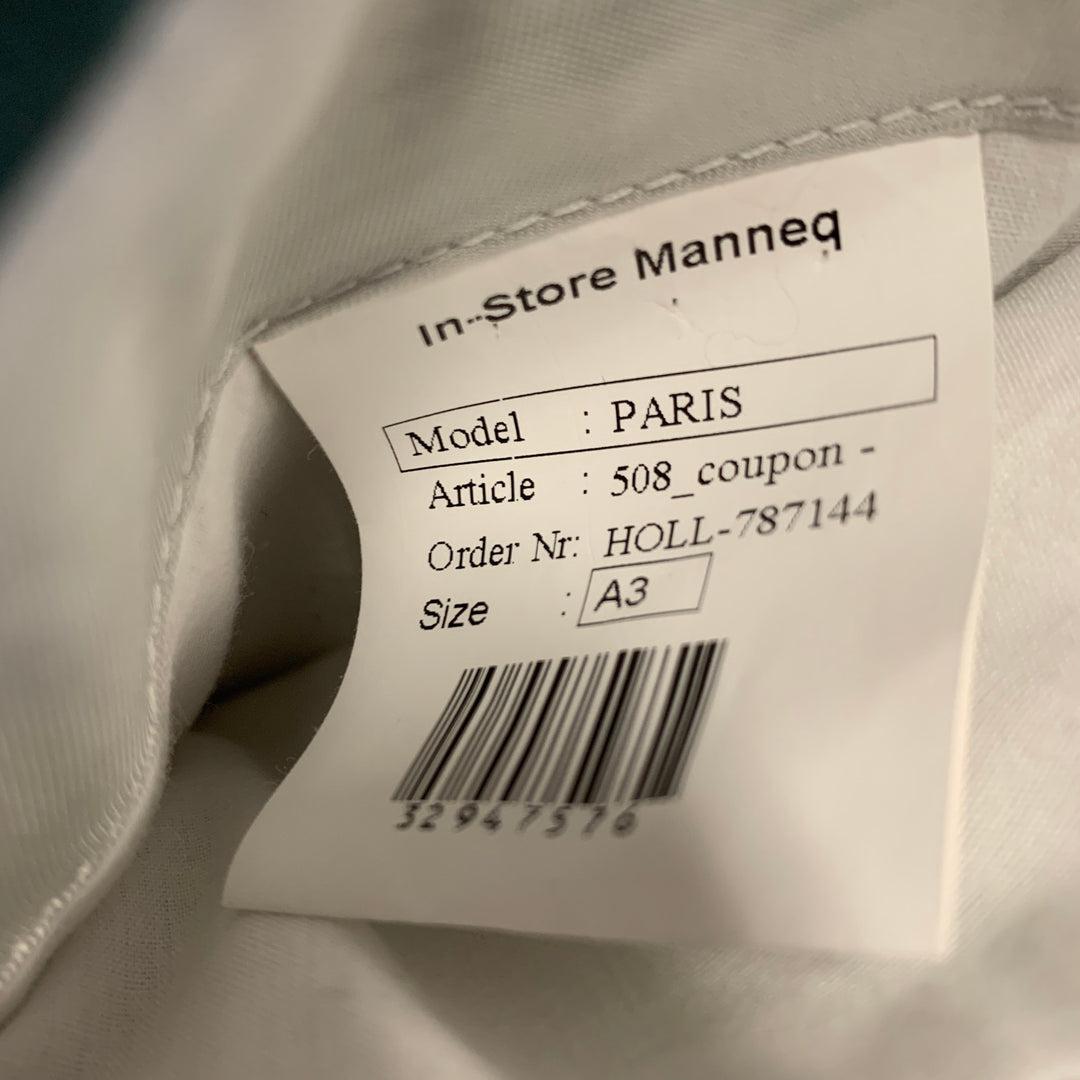 In-Store Manneq
Model : PARIS
Article : 508_coupon -
Order Nr: HOLL-787144
Size : A3
32947576